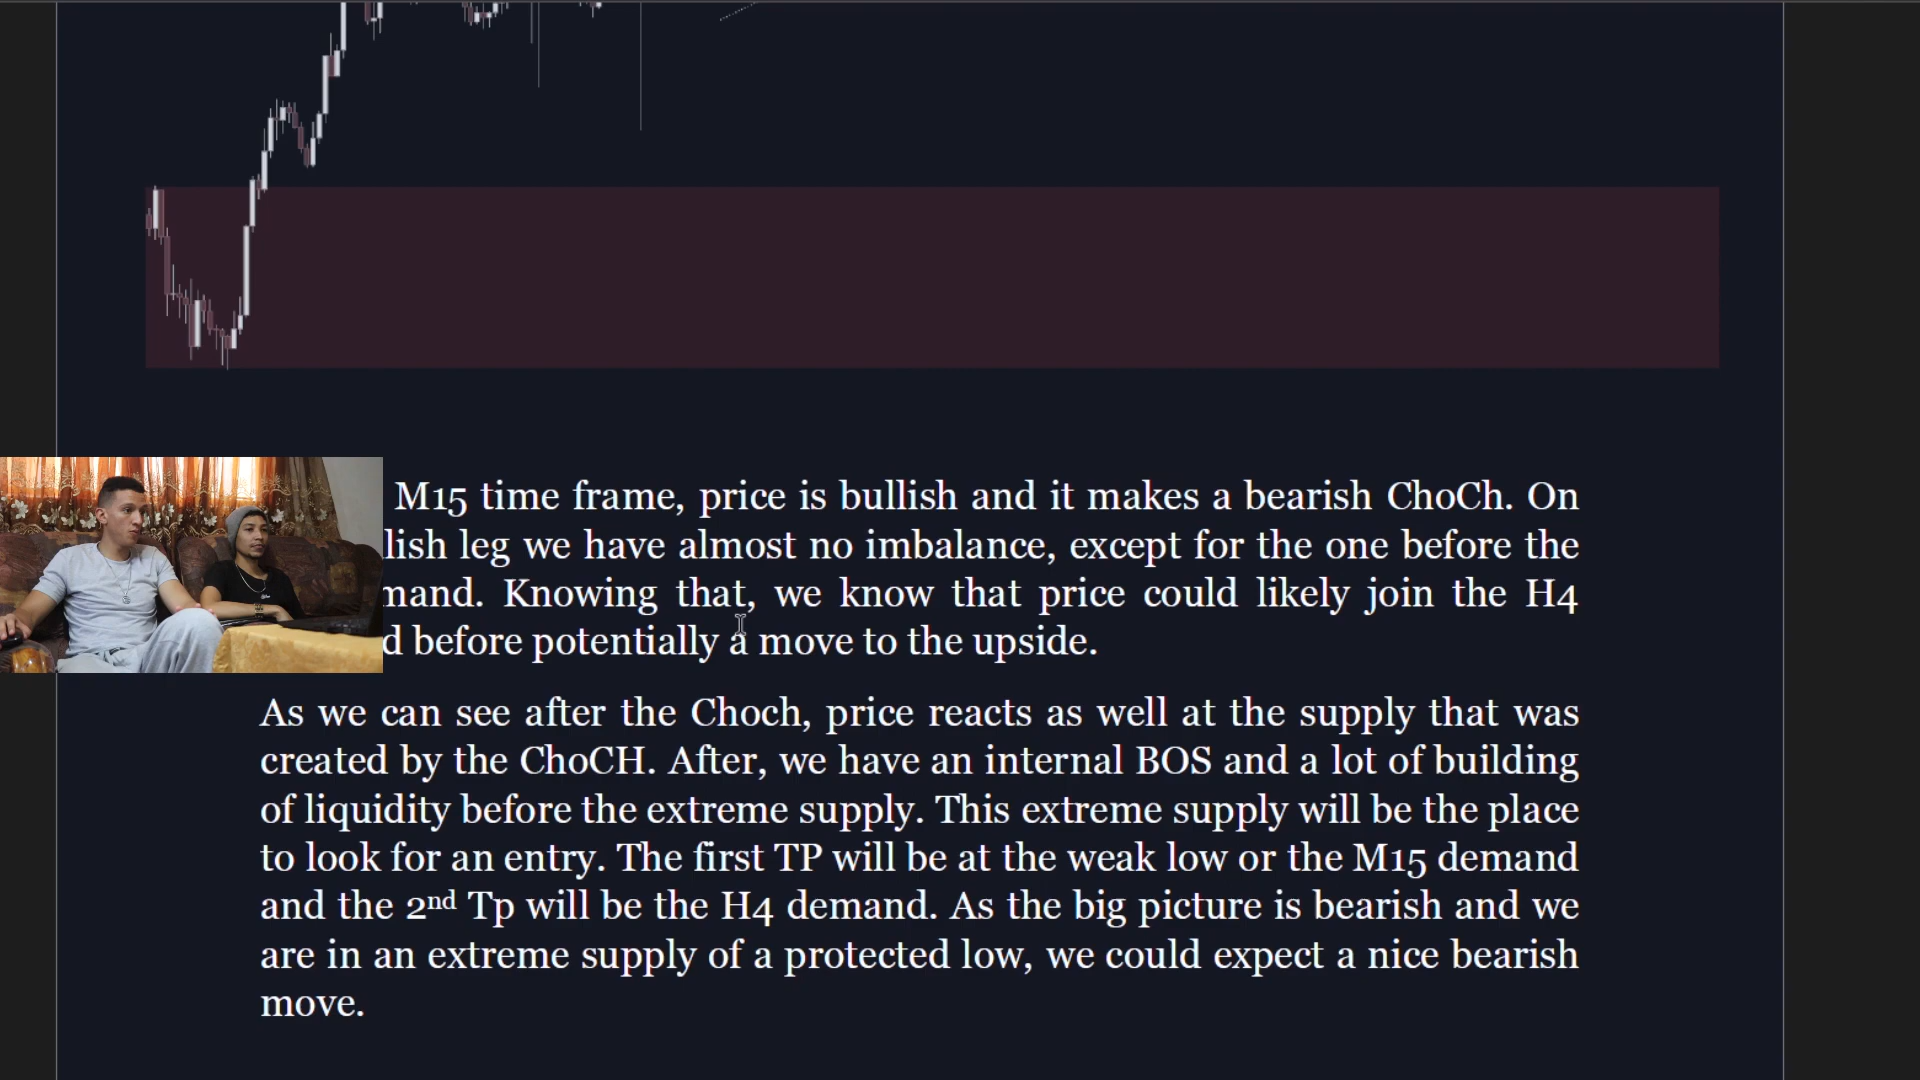 M15 time frame, price is bullish and it makes a bearish ChoCh. On
leg we have almost no imbalance, except for the one before the
Knowing that, we know that price could likely join the H4
before potentially a move to the upside.
As we can see after the Choch, price reacts as well at the supply that was
created by the ChoCH. After, we have an internal BOS and a lot of building
of liquidity before the extreme supply. This extreme supply will be the place
to look for an entry. The first TP will be at the weak low or the M15 demand
and the 2nd Tp will be the H4 demand. As the big picture is bearish and we
are in an extreme supply of a protected low, we could expect a nice bearish
move.